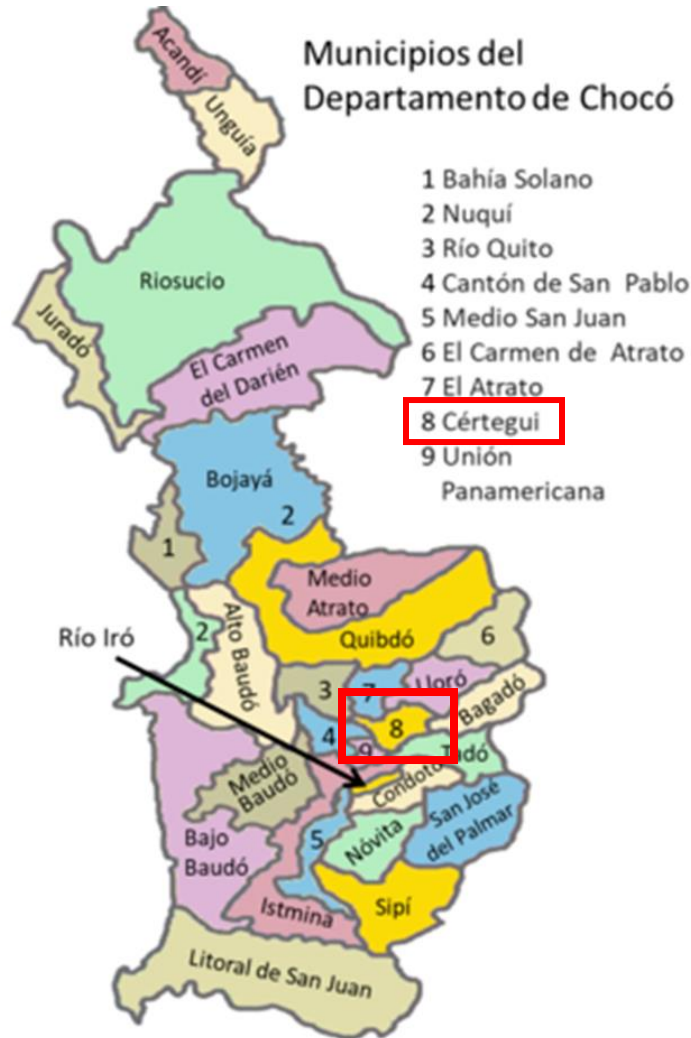 Municipios del
Departamento de Chocó
Acandí
Unguía
1 Bahía Solano
2 Nuquí
3 Río Quito
4 Cantón de San Pablo
5 Medio San Juan
6 El Carmen de Atrato
7 El Atrato
8 Cértegui
9 Unión
Panamericana
Riosucio
Juradó
El Carmen
del Darién
Bojayá
2
1
Medio
Atrato
Quibdó
6
Río Iró
2
Alto Baudó
3
7
Lloró
Bagadó
4
8
9
Tadó
Medio
Baudó
Condoto
San José
del Palmar
Bajo
Baudó
5
Nóvita
Istmina
Sipí
Litoral de San Juan